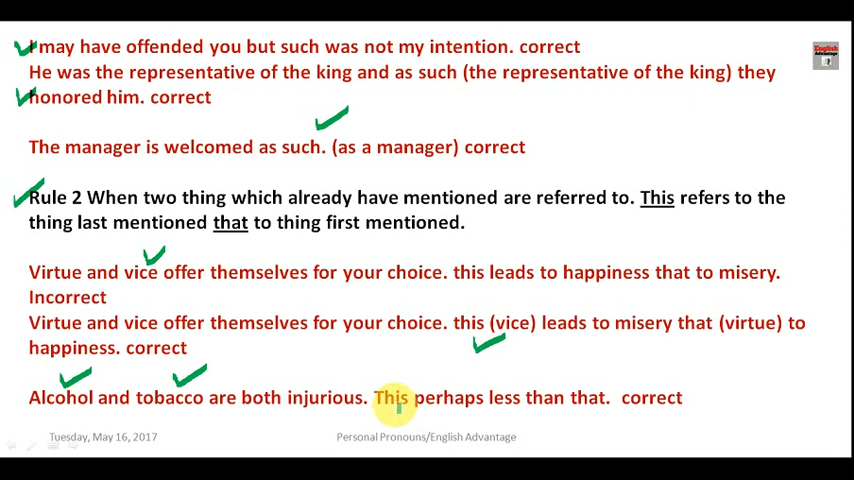 I may have offended you but such was not my intention. correct
He was the representative of the king and as such (the representative of the king) they
honored him. correct
The manager is welcomed as such. (as a manager) correct
Rule 2 When two thing which already have mentioned are referred to. This refers to the
thing last mentioned that to thing first mentioned.
Virtue and vice offer themselves for your choice. this leads to happiness that to misery.
Incorrect
Virtue and vice offer themselves for your choice. this (vice) leads to misery that (virtue) to
happiness. correct
Alcohol and tobacco are both injurious. This perhaps less than that. correct
Tuesday, May 16, 2017 Personal Pronouns/English Advantage
English
Advantage